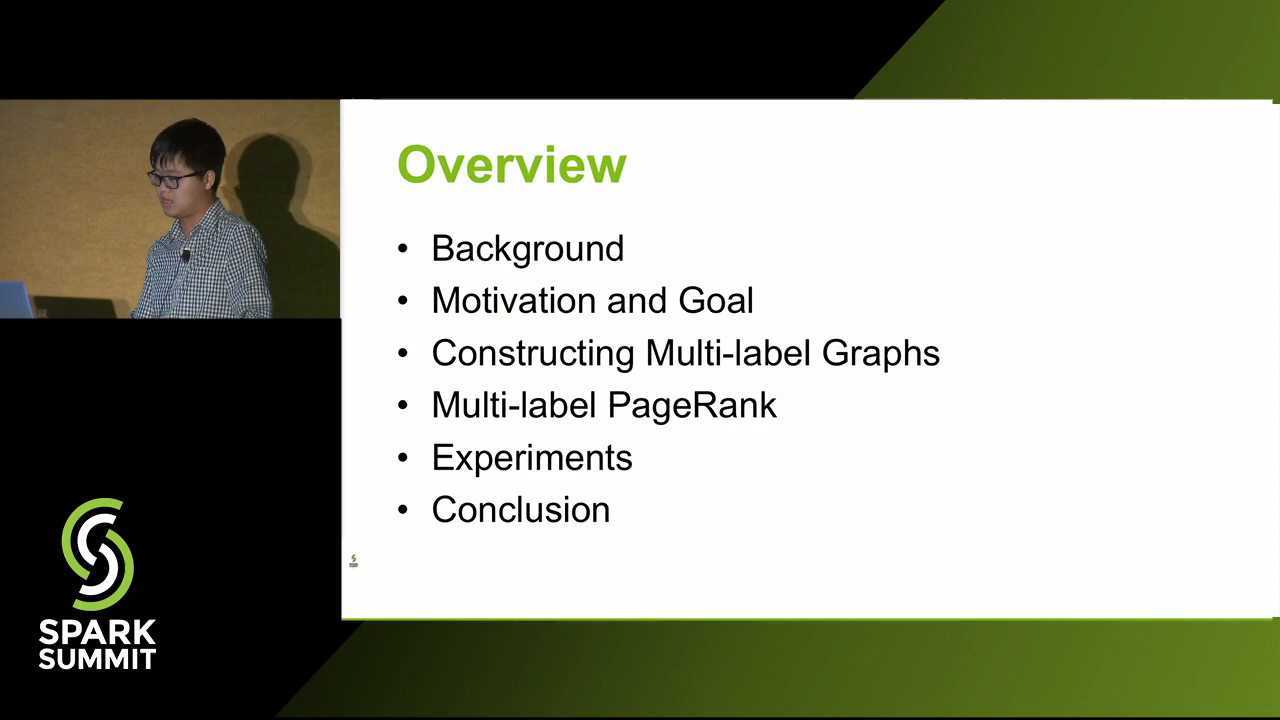 Overview
• Background
• Motivation and Goal
• Constructing Multi-label Graphs
• Multi-label PageRank
• Experiments
• Conclusion
SPARK
SUMMIT